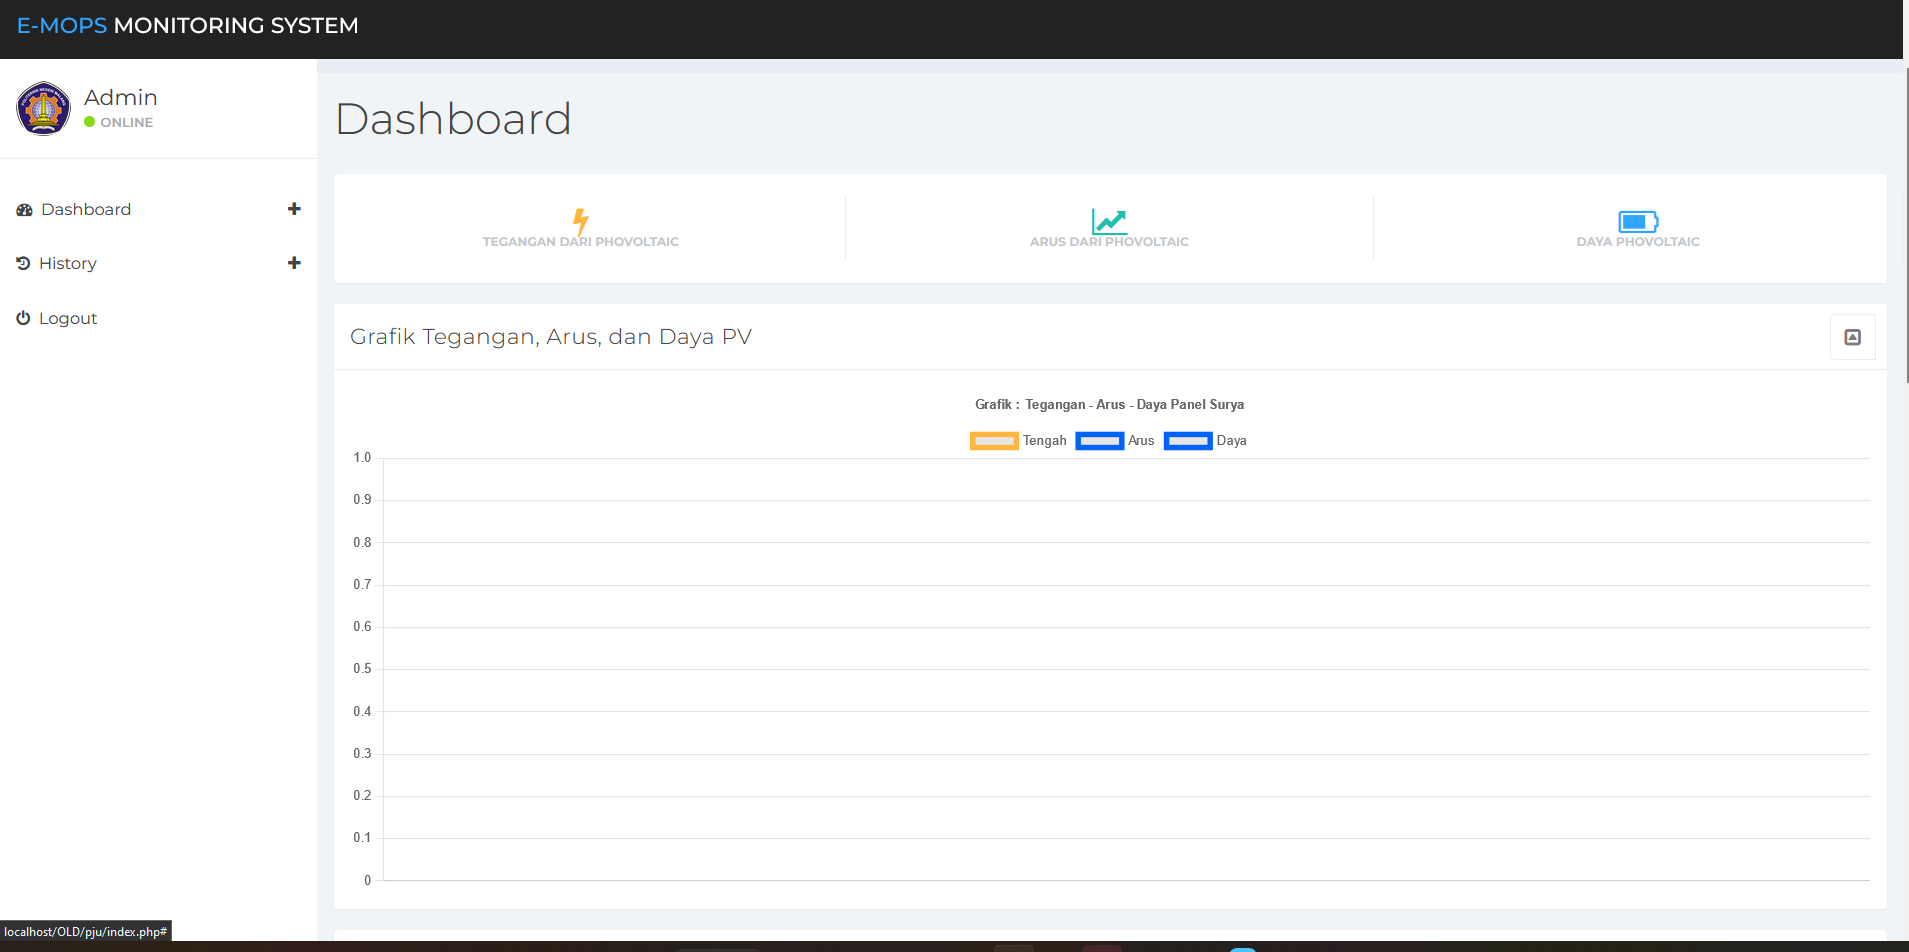 E-MOPS MONITORING SYSTEM
Admin
ONLINE
Dashboard
History
Logout
Dashboard
TEGANGAN DARI PHOVOLTAIC
ARUS DARI PHOVOLTAIC
DAYA PHOVOLTAIC
Grafik Tegangan, Arus, dan Daya PV
Grafik : Tegangan - Arus - Daya Panel Surya
Tengah Arus Daya
1.0
0.9
0.8
0.7
0.6
0.5
0.4
0.3
0.2
0.1
0
localhost/OLD/pju/index.php#